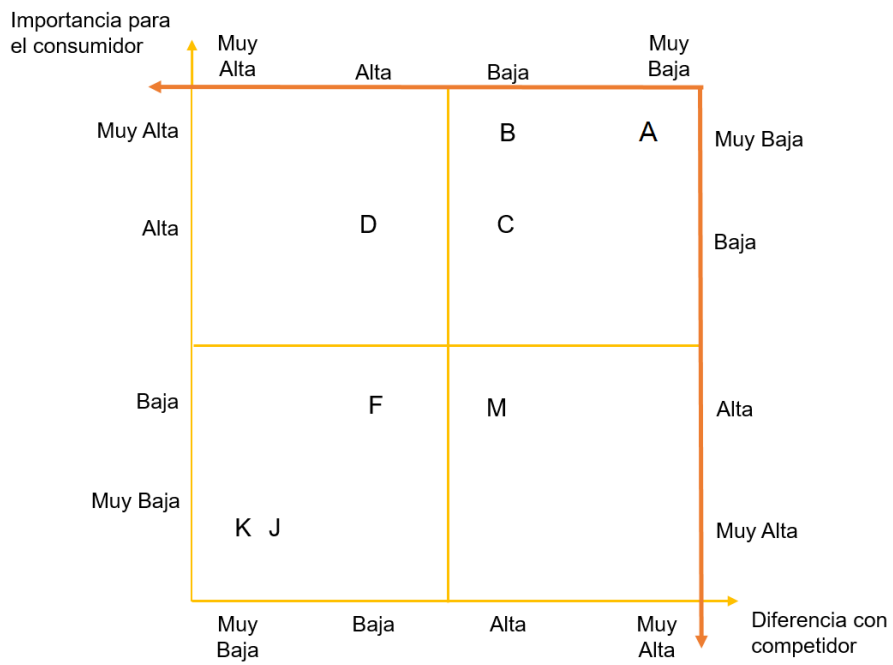 Importancia para
el consumidor
Muy
Alta
Alta
Baja
Muy
Baja
Muy Alta
B
A
Muy Baja
Alta
D
C
Baja
Baja
F
M
Alta
Muy Baja
K J
Muy Alta
Muy
Baja
Baja
Alta
Muy
Alta
Diferencia con
competidor